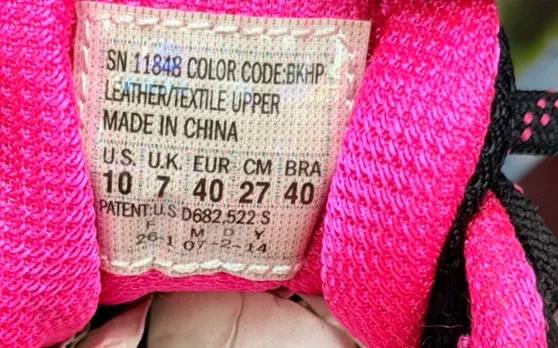 SN 11848 COLOR CODE:BKHP
LEATHER/TEXTILE UPPER
MADE IN CHINA
U.S. U.K. EUR CM BRA
10 7 40 27 40
PATENT:U.S D682,522 S
F M D Y
26-1 07-2-14